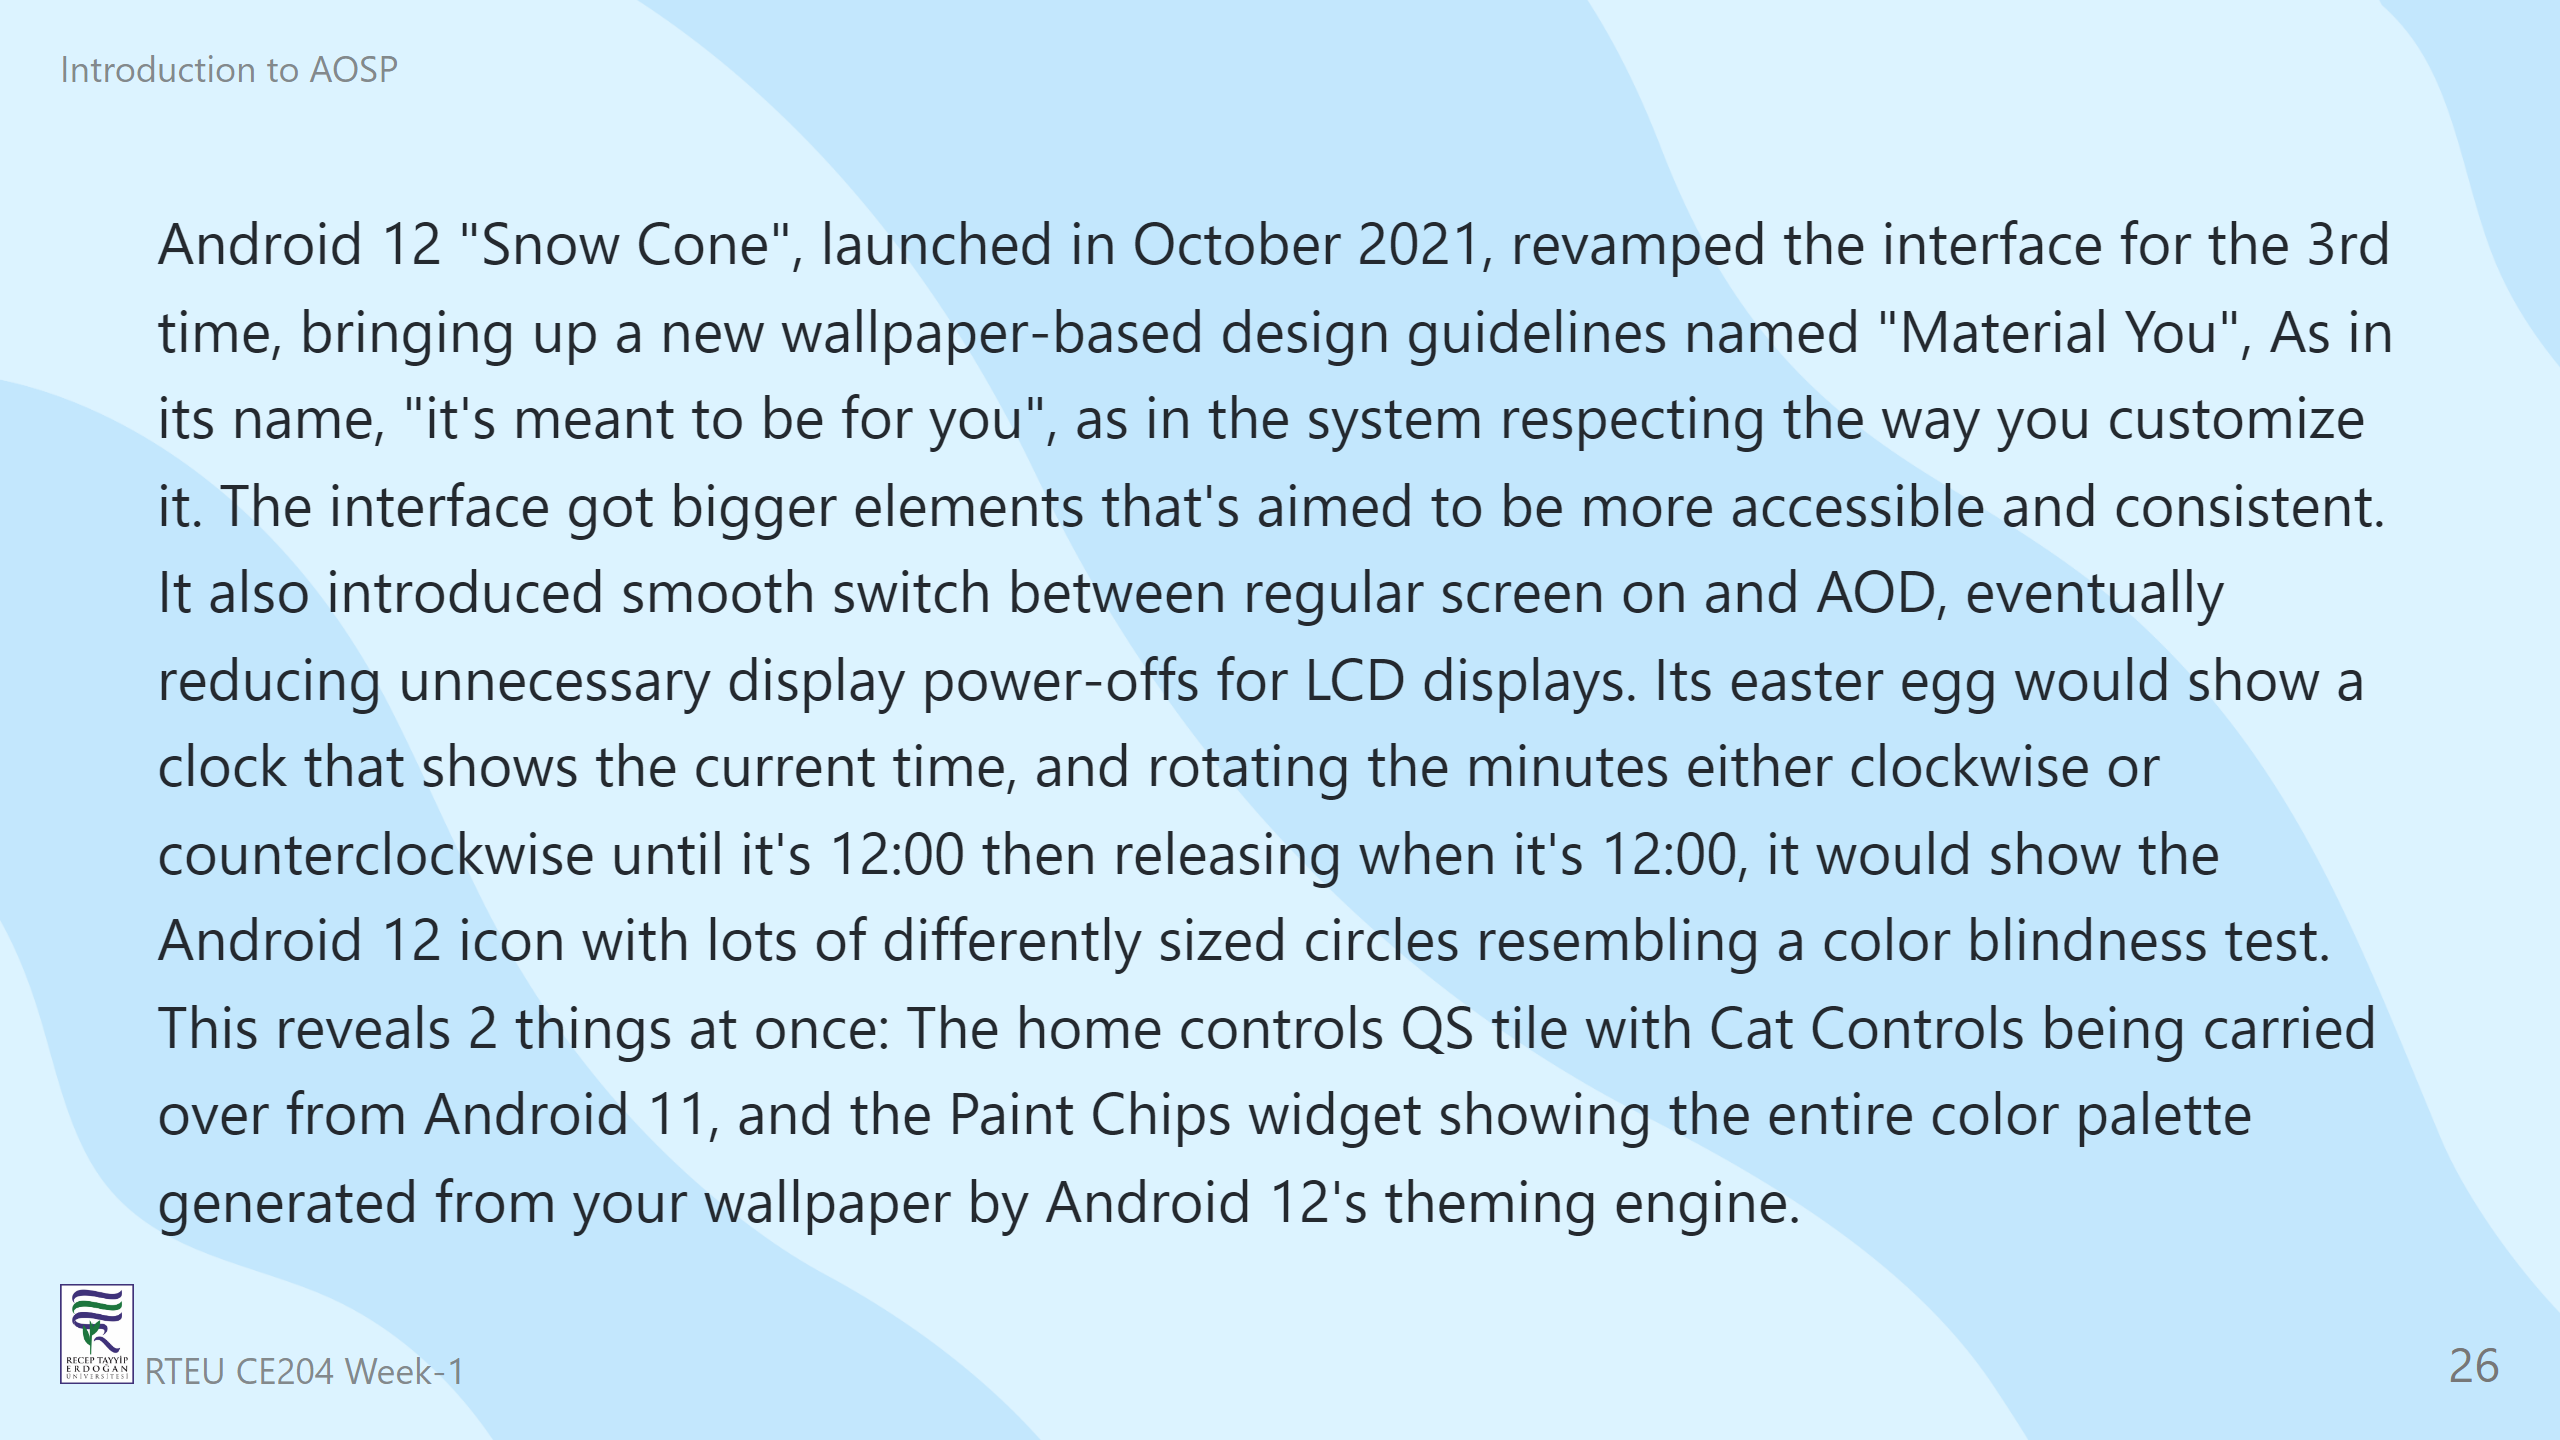 Introduction to AOSP
Android 12 "Snow Cone", launched in October 2021, revamped the interface for the 3rd
time, bringing up a new wallpaper-based design guidelines named "Material You", As in
its name, "it's meant to be for you", as in the system respecting the way you customize
it. The interface got bigger elements that's aimed to be more accessible and consistent.
It also introduced smooth switch between regular screen on and AOD, eventually
reducing unnecessary display power-offs for LCD displays. Its easter egg would show a
clock that shows the current time, and rotating the minutes either clockwise or
counterclockwise until it's 12:00 then releasing when it's 12:00, it would show the
Android 12 icon with lots of differently sized circles resembling a color blindness test.
This reveals 2 things at once: The home controls QS tile with Cat Controls being carried
over from Android 11, and the Paint Chips widget showing the entire color palette
generated from your wallpaper by Android 12's theming engine.
RECEP TAYYİP
ERDOĞAN
ÜNİVERSİTESİ
RTEU CE204 Week-1
26